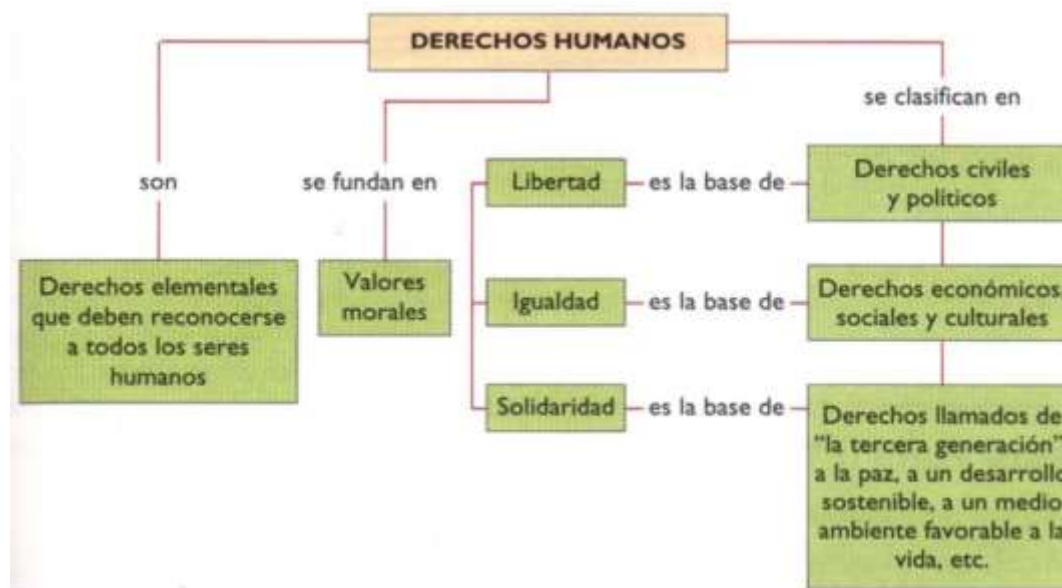 DERECHOS HUMANOS
son
se fundan en
se clasifican en
Derechos elementales
que deben reconocerse
a todos los seres
humanos
Valores
morales
Libertad
es la base de
Derechos civiles
y políticos
Igualdad
es la base de
Derechos económicos
sociales y culturales
Solidaridad
es la base de
Derechos llamados de
"la tercera generación"
a la paz, a un desarrollo
sostenible, a un medio
ambiente favorable a la
vida, etc.